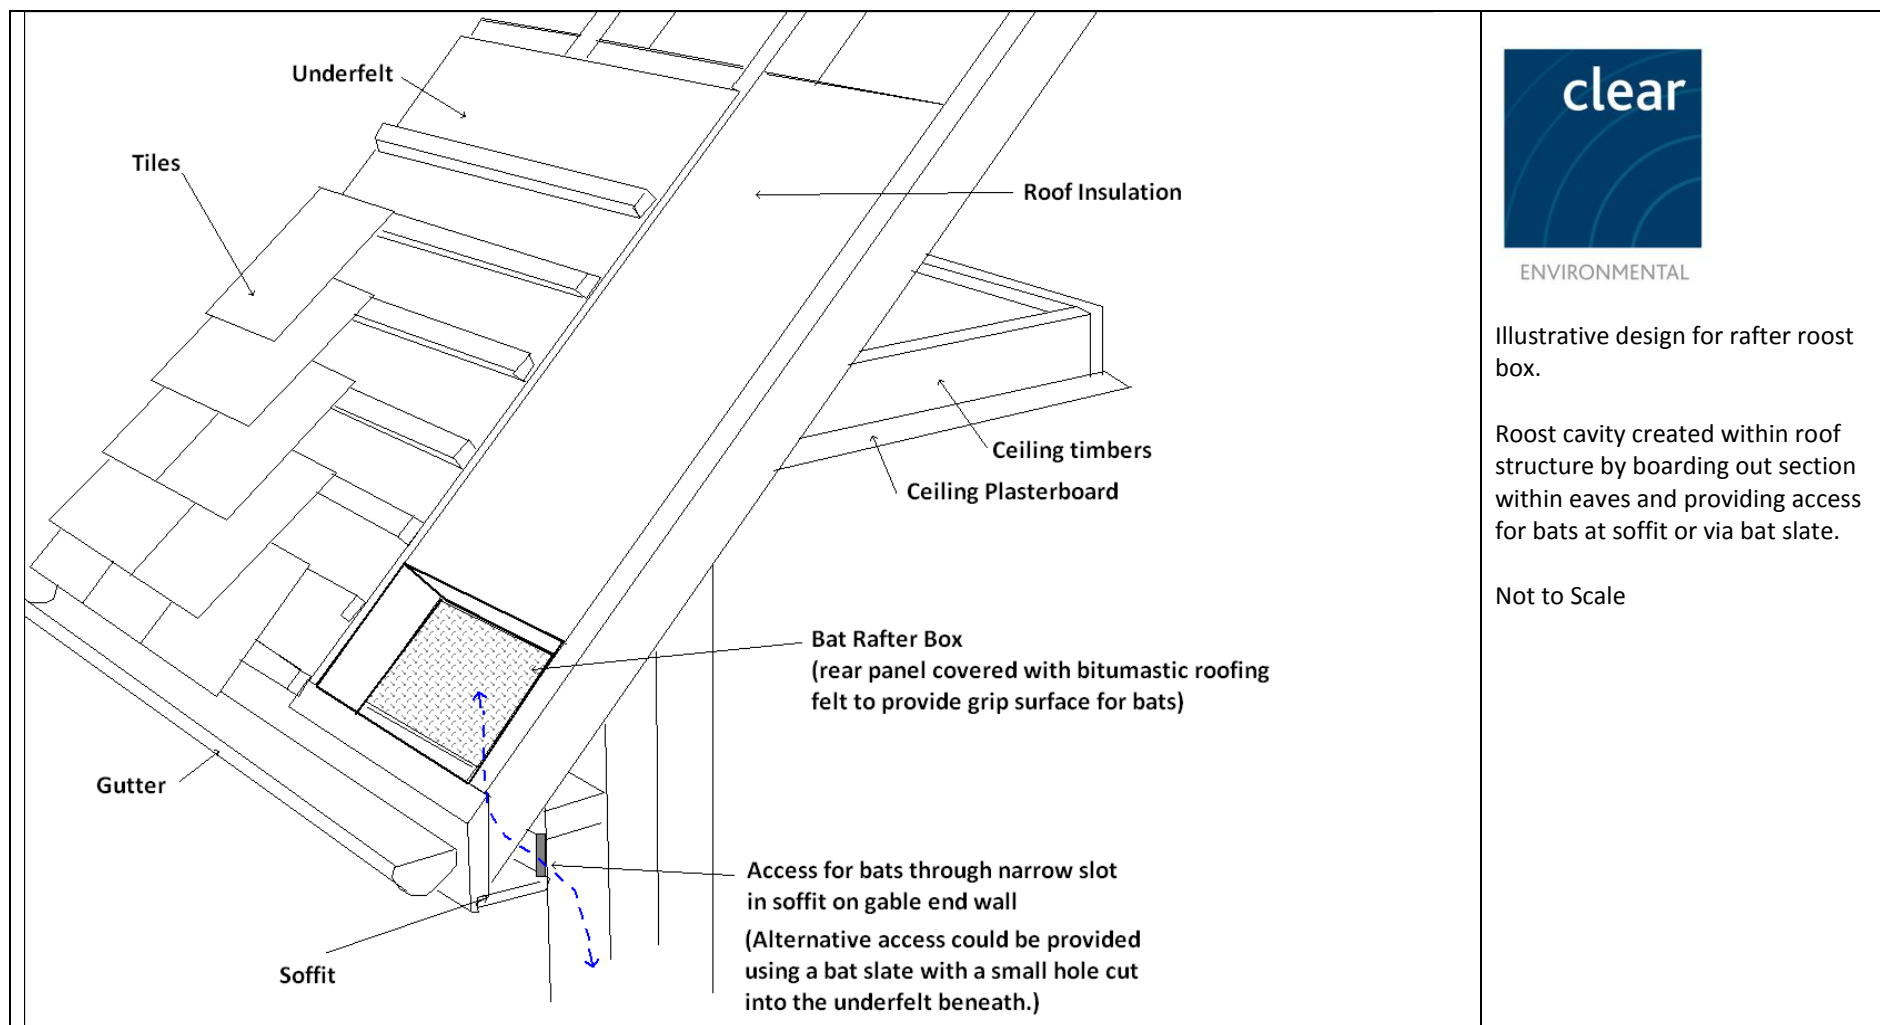 Underfelt
Tiles
Roof Insulation
Ceiling timbers
Ceiling Plasterboard
Bat Rafter Box
(rear panel covered with bitumastic roofing
felt to provide grip surface for bats)
Gutter
Access for bats through narrow slot
in soffit on gable end wall
(Alternative access could be provided
using a bat slate with a small hole cut
into the underfelt beneath.)
Soffit
clear
ENVIRONMENTAL
Illustrative design for rafter roost
box.
Roost cavity created within roof
structure by boarding out section
within eaves and providing access
for bats at soffit or via bat slate.
Not to Scale